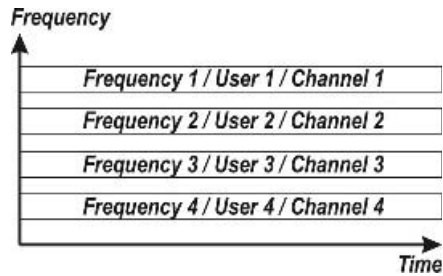 Frequency
Frequency 1 / User 1 / Channel 1
Frequency 2 / User 2 / Channel 2
Frequency 3 / User 3 / Channel 3
Frequency 4 / User 4 / Channel 4
Time